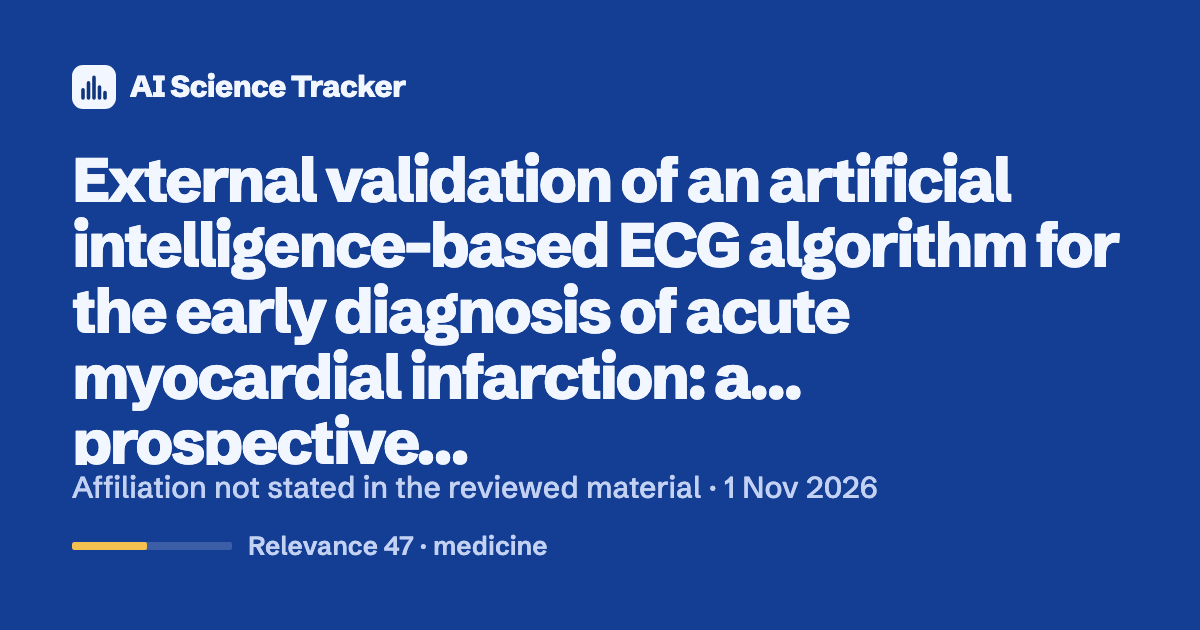 AI Science Tracker
External validation of an artificial
intelligence-based ECG algorithm for
the early diagnosis of acute
myocardial infarction: a...
prospective...
Affiliation not stated in the reviewed material · 1 Nov 2026
Relevance 47 · medicine